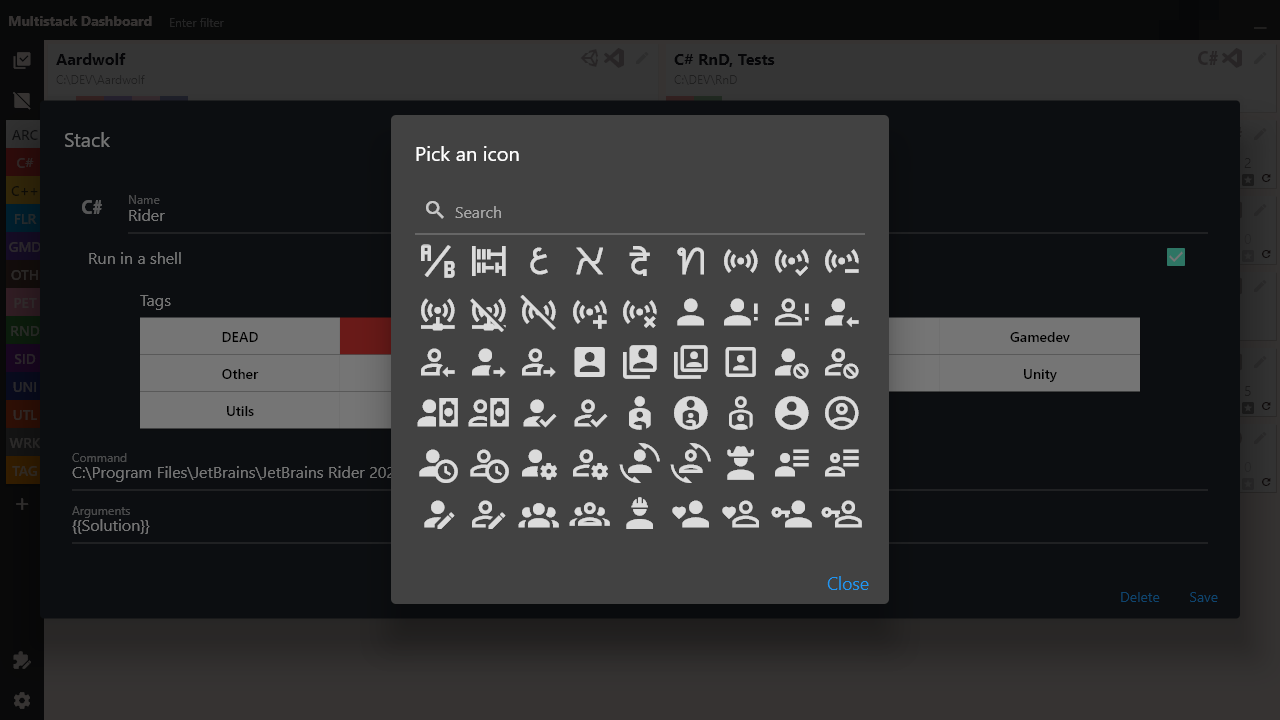 Multistack Dashboard Enter filter
Aardwolf
C:\DEV\Aardwolf
C# RnD, Tests
C:\DEV\RnD
C#
ARC
C#
C++
FLR
GMD
OTH
PET
RND
SID
UNI
UTL
WRK
TAG
Stack
C#
Name
Rider
Run in a shell
Tags
DEAD
Gamedev
Other
Unity
Utils
Command
C:\Program Files\JetBrains\JetBrains Rider 202
Arguments
{{Solution}}
Delete
Save
Pick an icon
Search
Close
2
5